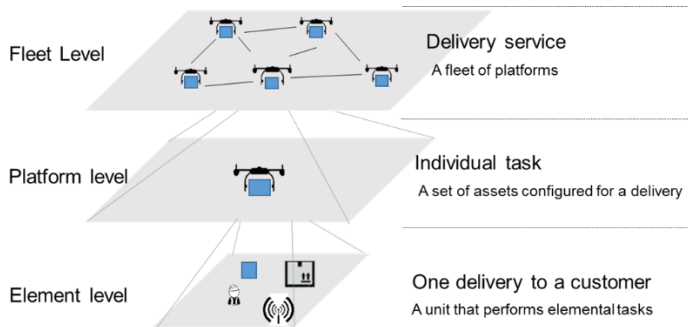 Fleet Level
Delivery service
A fleet of platforms
Platform level
Individual task
A set of assets configured for a delivery
Element level
One delivery to a customer
A unit that performs elemental tasks